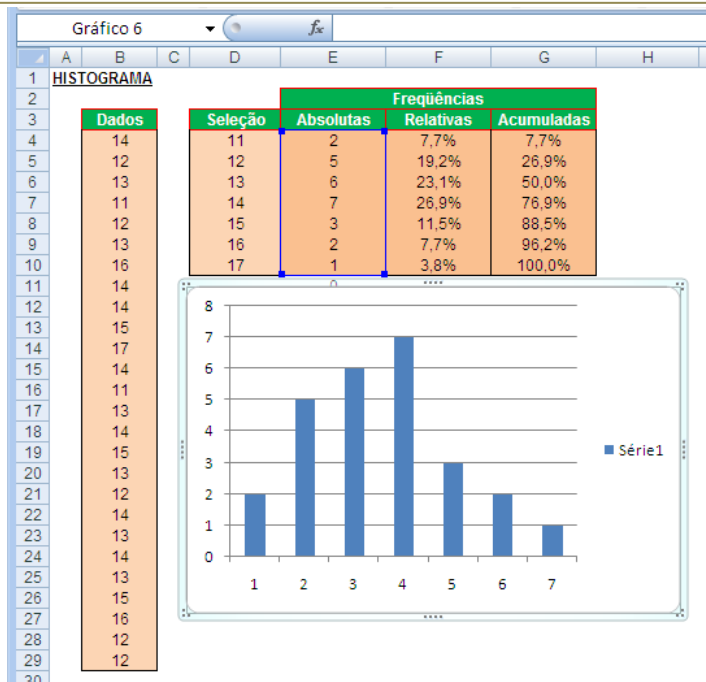 Gráfico 6 fx
A B C D E F G H
1 HISTOGRAMA
2 Freqüências
3 Dados Seleção Absolutas Relativas Acumuladas
4 14 11 2 7,7% 7,7%
5 12 12 5 19,2% 26,9%
6 13 13 6 23,1% 50,0%
7 11 14 7 26,9% 76,9%
8 12 15 3 11,5% 88,5%
9 13 16 2 7,7% 96,2%
10 16 17 1 3,8% 100,0%
11 14 0
12 14
13 15
14 17
15 14
16 11
17 13
18 14
19 15
20 13
21 12
22 14
23 13
24 14
25 13
26 15
27 16
28 12
29 12
30
8
7
6
5
4
3
2
1
0
1 2 3 4 5 6 7
Série1